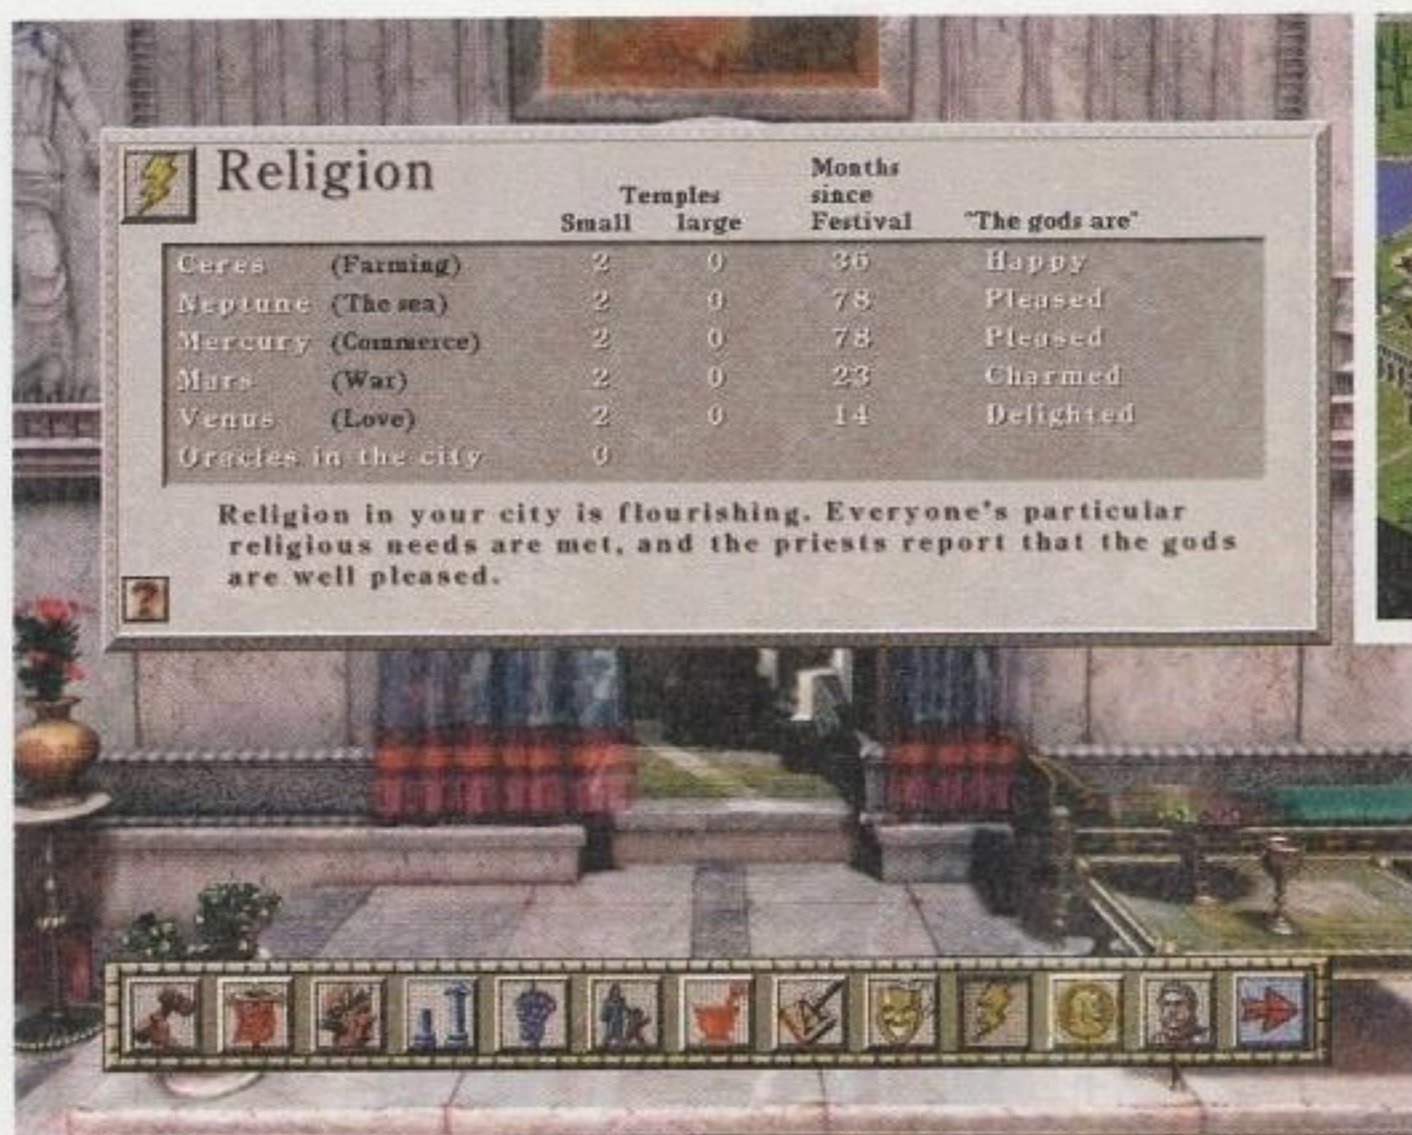 Religion
Temples
Small large
Months
since
Festival
"The gods are"
Ceres (Farming) 2 0 36 Happy
Neptune (The sea) 2 0 78 Pleased
Mercury (Commerce) 2 0 78 Pleased
Mars (War) 2 0 23 Charmed
Venus (Love) 2 0 14 Delighted
Oracles in the city 0
Religion in your city is flourishing. Everyone's particular
religious needs are met, and the priests report that the gods
are well pleased.
?